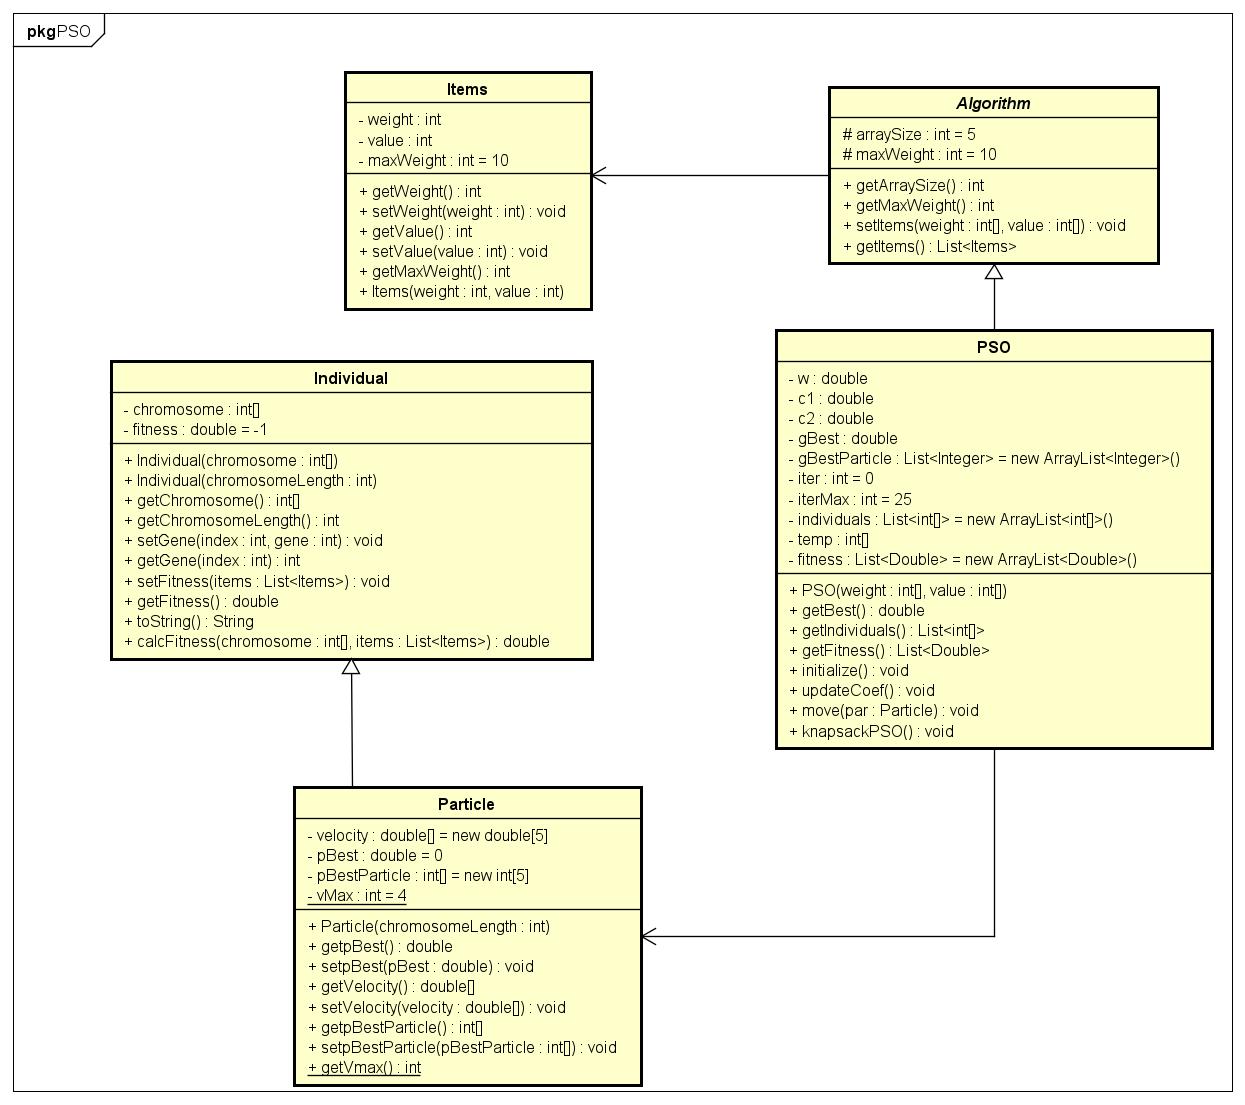 pkg PSO
Items
- weight : int
- value : int
- maxWeight : int = 10
+ getWeight() : int
+ setWeight(weight : int) : void
+ getValue() : int
+ setValue(value : int) : void
+ getMaxWeight() : int
+ Items(weight : int, value : int)
Algorithm
# arraySize : int = 5
# maxWeight : int = 10
+ getArraySize() : int
+ getMaxWeight() : int
+ setItems(weight : int[], value : int[]) : void
+ getItems() : List<Items>
Individual
- chromosome : int[]
- fitness : double = -1
+ Individual(chromosome : int[])
+ Individual(chromosomeLength : int)
+ getChromosome() : int[]
+ getChromosomeLength() : int
+ setGene(index : int, gene : int) : void
+ getGene(index : int) : int
+ setFitness(items : List<Items>) : void
+ getFitness() : double
+ toString() : String
+ calcFitness(chromosome : int[], items : List<Items>) : double
PSO
- w : double
- c1 : double
- c2 : double
- gBest : double
- gBestParticle : List<Integer> = new ArrayList<Integer>()
- iter : int = 0
- iterMax : int = 25
- individuals : List<int[]> = new ArrayList<int[]>()
- temp : int[]
- fitness : List<Double> = new ArrayList<Double>()
+ PSO(weight : int[], value : int[])
+ getBest() : double
+ getIndividuals() : List<int[]>
+ getFitness() : List<Double>
+ initialize() : void
+ updateCoef() : void
+ move(par : Particle) : void
+ knapsackPSO() : void
Particle
- velocity : double[] = new double[5]
- pBest : double = 0
- pBestParticle : int[] = new int[5]
- vMax : int = 4
+ Particle(chromosomeLength : int)
+ getpBest() : double
+ setpBest(pBest : double) : void
+ getVelocity() : double[]
+ setVelocity(velocity : double[]) : void
+ getpBestParticle() : int[]
+ setpBestParticle(pBestParticle : int[]) : void
+ getVmax() : int